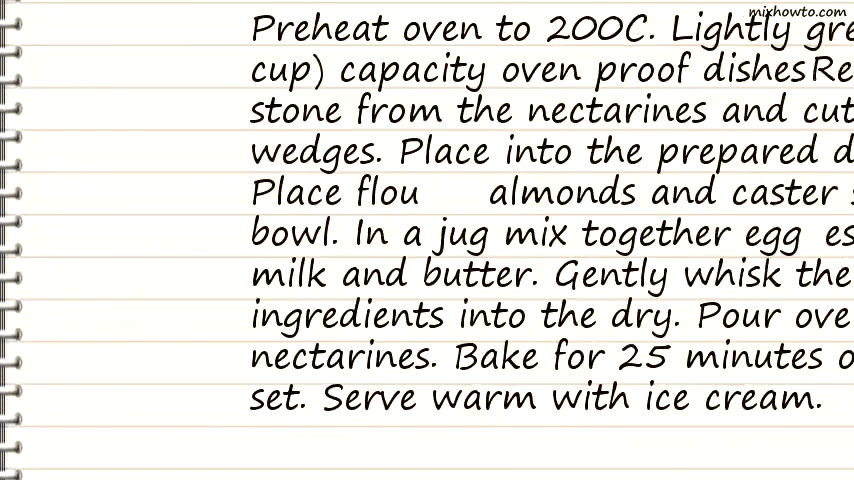 mixhowto.com
Preheat oven to 200C. Lightly gre
cup) capacity oven proof dishesRe
stone from the nectarines and cut
wedges. Place into the prepared d
Place flou almonds and caster s
bowl. In a jug mix together egg es
milk and butter. Gently whisk the
ingredients into the dry. Pour ove
nectarines. Bake for 25 minutes o
set. Serve warm with ice cream.